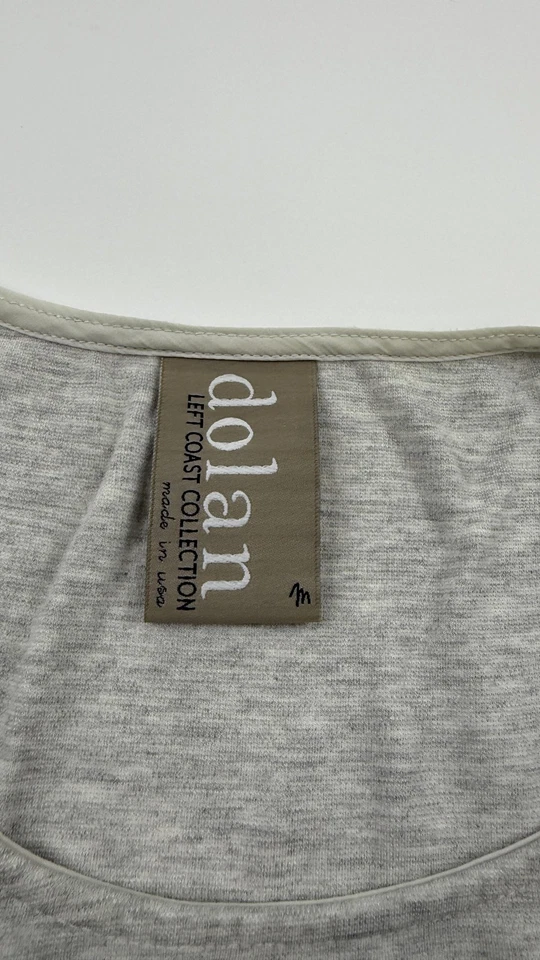 dolan
LEFT COAST COLLECTION
made in usa
M